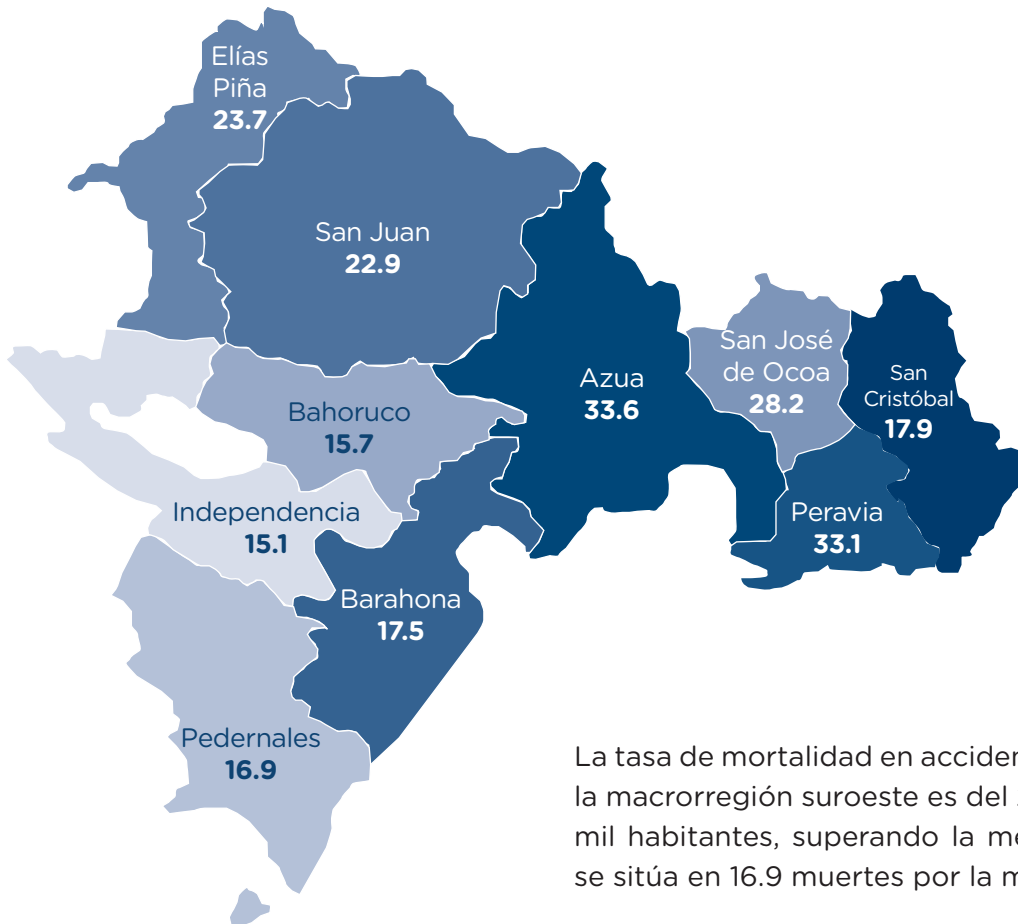 Elías
Piña
23.7
San Juan
22.9
Azua
33.6
San José
de Ocoa
28.2
San
Cristóbal
17.9
Bahoruco
15.7
Independencia
15.1
Peravia
33.1
Barahona
17.5
Pedernales
16.9
La tasa de mortalidad en
la macrorregión suroeste es del
mil habitantes, superando la
se sitúa en 16.9 muertes por la